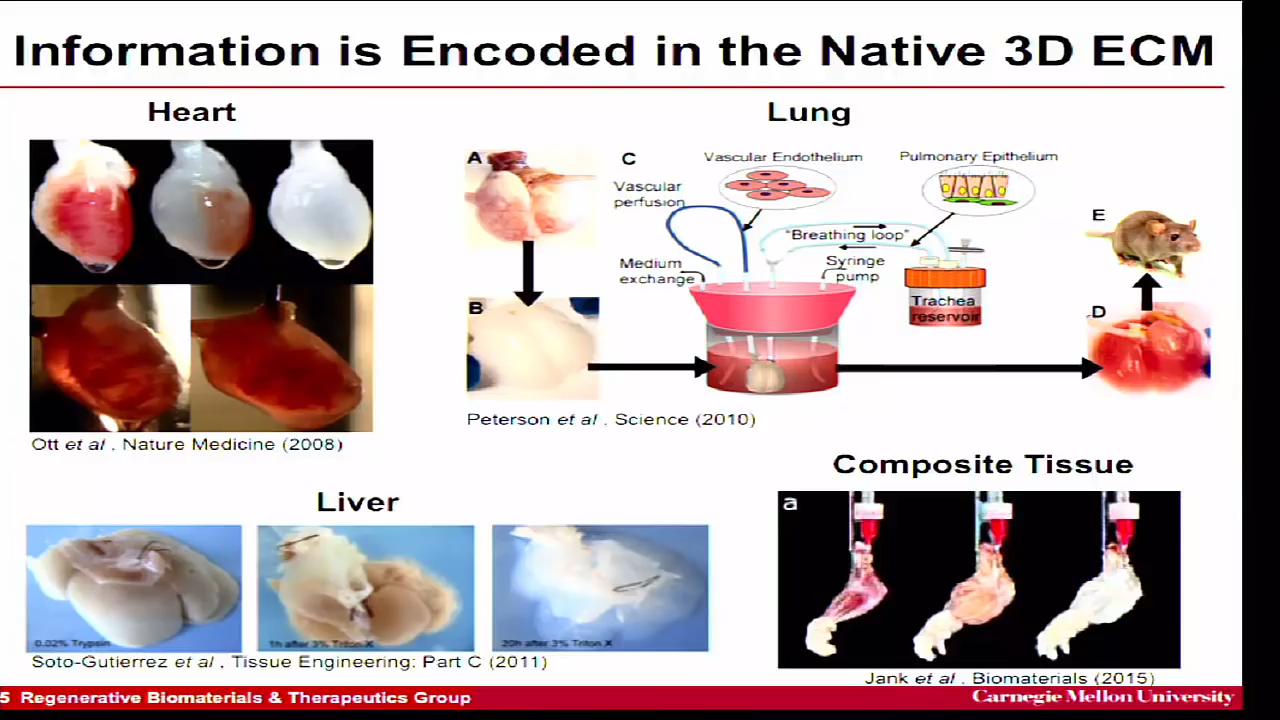 Information is Encoded in the Native 3D ECM
Heart
Ott et al , Nature Medicine (2008)
Lung
A
B
C
Vascular Endothelium
Pulmonary Epithelium
Vascular
perfusion
"Breathing loop"
Medium
exchange
Syringe
pump
Trachea
reservoir
E
D
Peterson et al , Science (2010)
Liver
0.02% Trypsin
1h after 3% Triton X
20h after 3% Triton X
Soto-Gutierrez et al , Tissue Engineering: Part C (2011)
Composite Tissue
a
Jank et al , Biomaterials (2015)
5 Regenerative Biomaterials & Therapeutics Group
Carnegie Mellon University